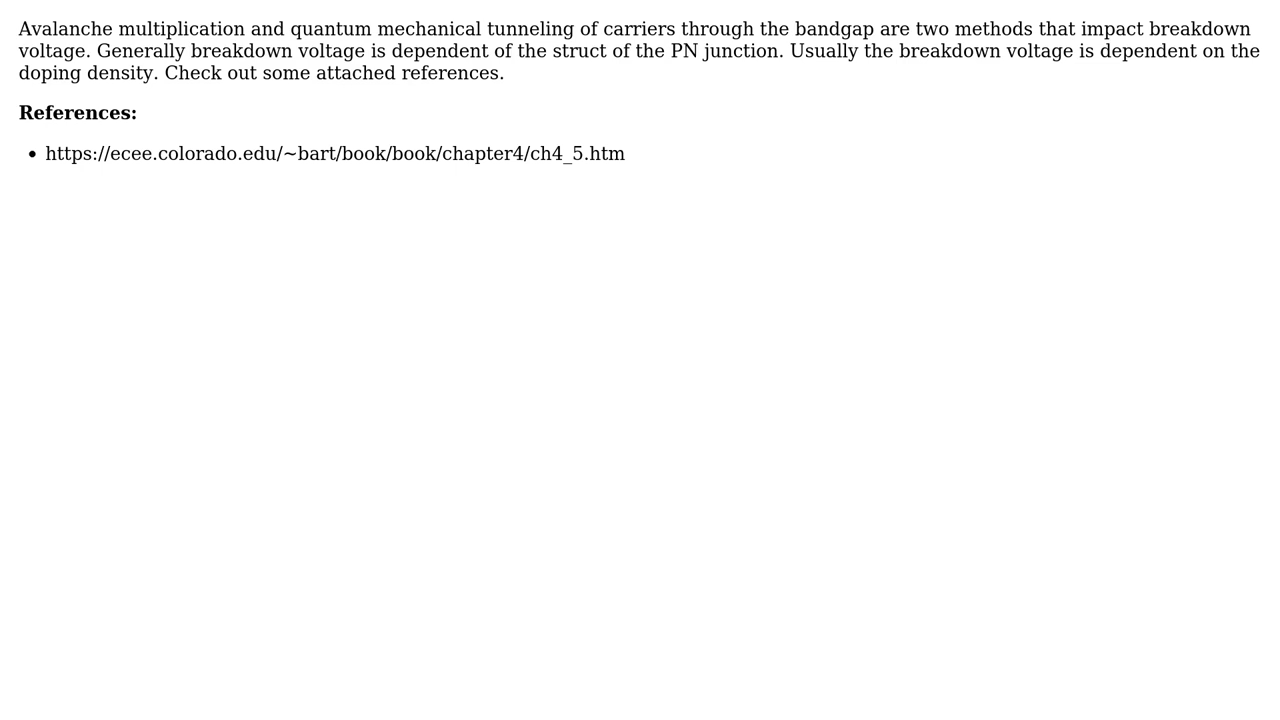 Avalanche multiplication and quantum mechanical tunneling of carriers through the bandgap are two methods that impact breakdown
voltage. Generally breakdown voltage is dependent of the struct of the PN junction. Usually the breakdown voltage is dependent on the
doping density. Check out some attached references.
References:
• https://ecee.colorado.edu/~bart/book/book/chapter4/ch4_5.htm